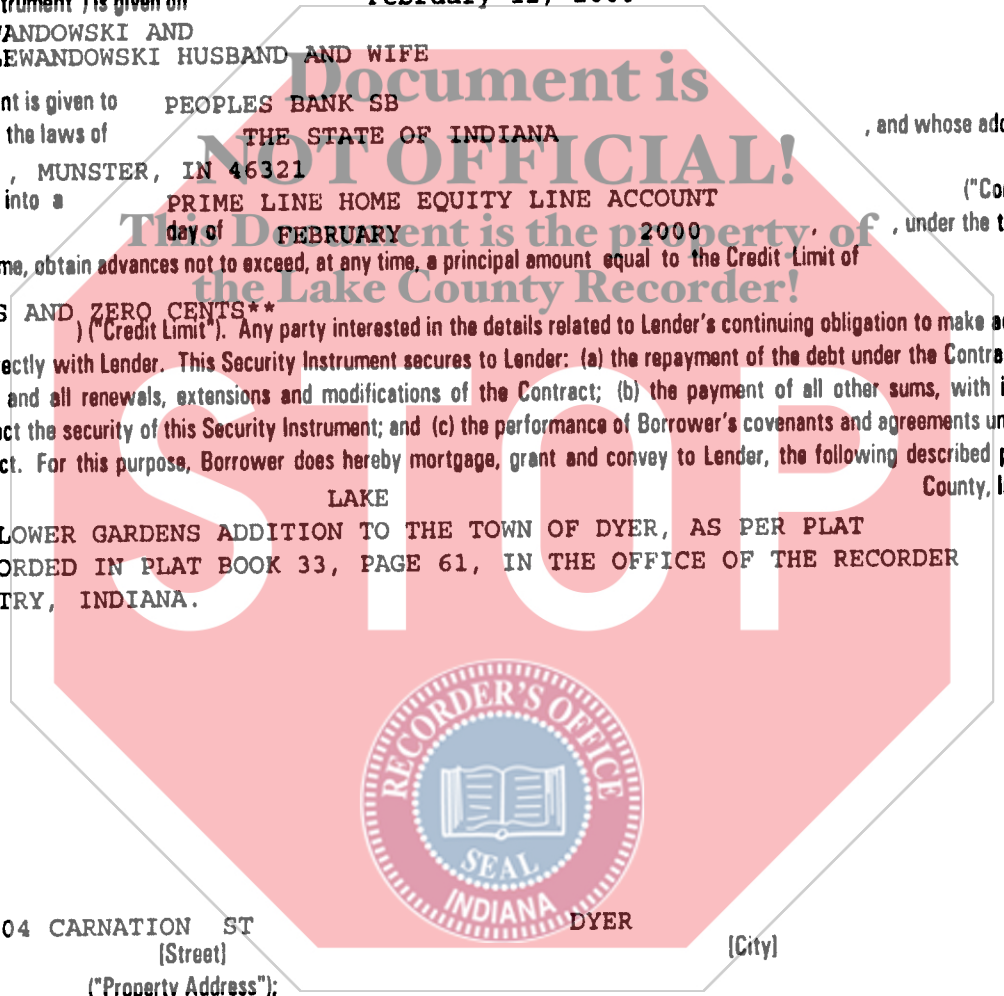 trument") is given on
WANDOWSKI AND
LEWANDOWSKI HUSBAND AND WIFE
Document is
nt is given to PEOPLES BANK SB
the laws of THE STATE OF INDIANA , and whose add
NOT OFFICIAL!
, MUNSTER, IN 46321
into a PRIME LINE HOME EQUITY LINE ACCOUNT ("Con
day of FEBRUARY 2000 , under the t
This Document is the property of
me, obtain advances not to exceed, at any time, a principal amount equal to the Credit Limit of
the Lake County Recorder!
S AND ZERO CENTS**
) ("Credit Limit"). Any party interested in the details related to Lender's continuing obligation to make a
ectly with Lender. This Security Instrument secures to Lender: (a) the repayment of the debt under the Contra
and all renewals, extensions and modifications of the Contract; (b) the payment of all other sums, with i
ct the security of this Security Instrument; and (c) the performance of Borrower's covenants and agreements un
ct. For this purpose, Borrower does hereby mortgage, grant and convey to Lender, the following described p
LAKE County, I
STOP
LOWER GARDENS ADDITION TO THE TOWN OF DYER, AS PER PLAT
ORDED IN PLAT BOOK 33, PAGE 61, IN THE OFFICE OF THE RECORDER
TRY, INDIANA.
RECORDER'S OFFICE
SEAL
INDIANA
04 CARNATION ST DYER
[Street] [City]
("Property Address");